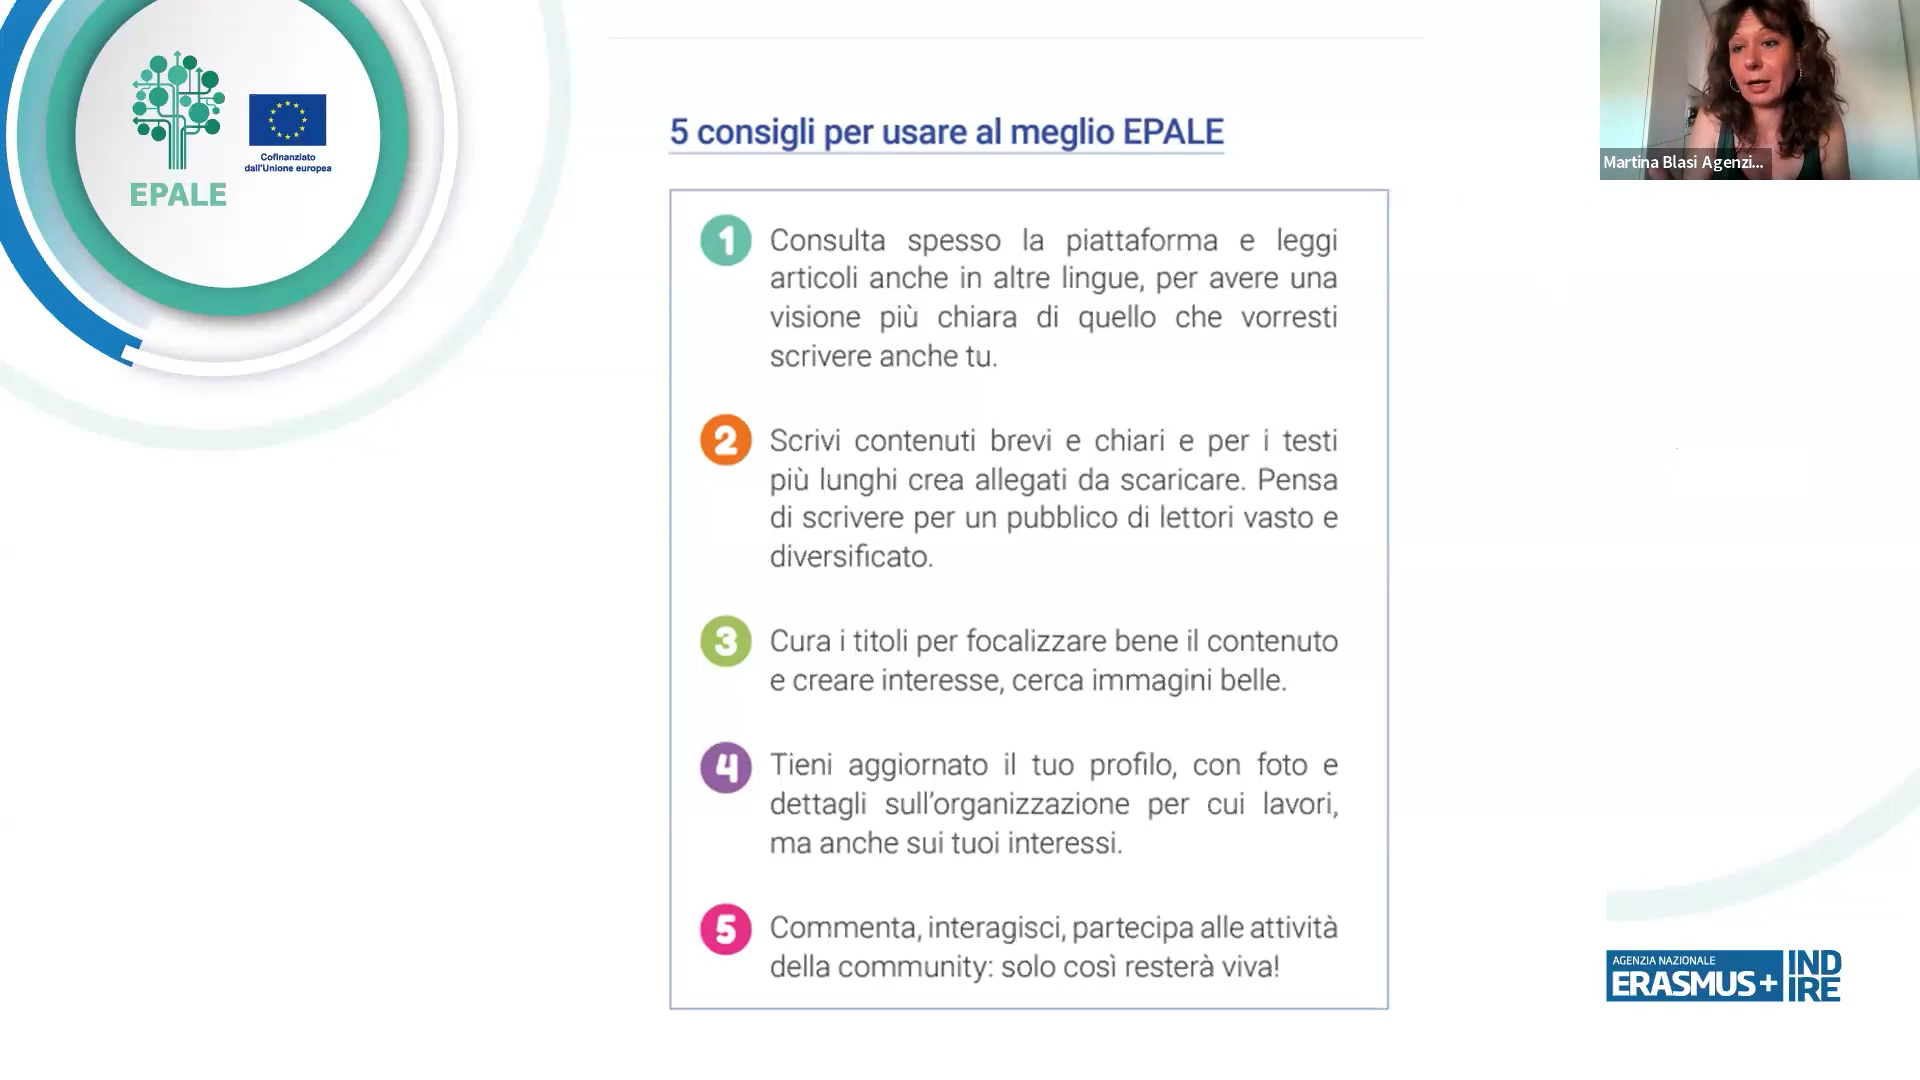 EPALE
Cofinanziato
dall'Unione europea
5 consigli per usare al meglio EPALE
1 Consulta spesso la piattaforma e leggi
articoli anche in altre lingue, per avere una
visione più chiara di quello che vorresti
scrivere anche tu.
2 Scrivi contenuti brevi e chiari e per i testi
più lunghi crea allegati da scaricare. Pensa
di scrivere per un pubblico di lettori vasto e
diversificato.
3 Cura i titoli per focalizzare bene il contenuto
e creare interesse, cerca immagini belle.
4 Tieni aggiornato il tuo profilo, con foto e
dettagli sull'organizzazione per cui lavori,
ma anche sui tuoi interessi.
5 Commenta, interagisci, partecipa alle attività
della community: solo così resterà viva!
Martina Blasi Agenzi...
AGENZIA NAZIONALE
ERASMUS+
IND
IRE